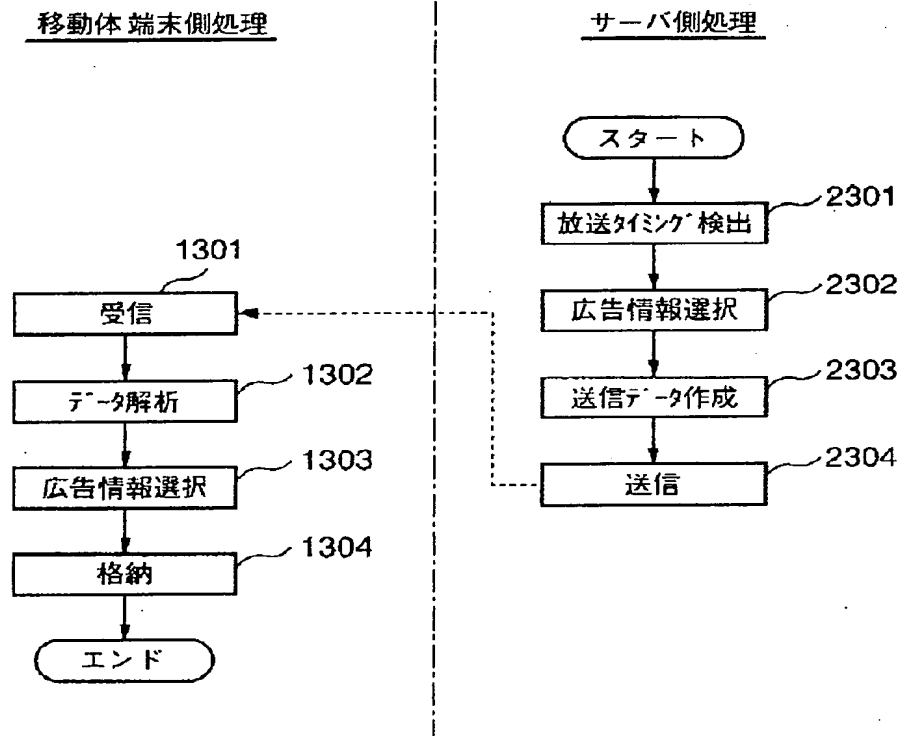 移動体端末側処理
1301
受信
1302
データ解析
1303
広告情報選択
1304
格納
エンド
サーバ側処理
スタート
2301
放送タイミング検出
2302
広告情報選択
2303
送信データ作成
2304
送信